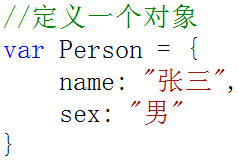 //定义一个对象
var Person = {
    name: "张三",
    sex: "男"
}